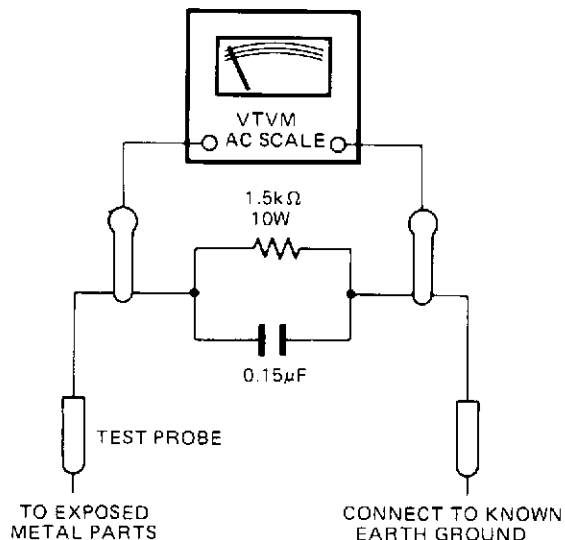 VTVM
AC SCALE
1.5kΩ
10W
0.15µF
TEST PROBE
TO EXPOSED
METAL PARTS
CONNECT TO KNOWN
EARTH GROUND